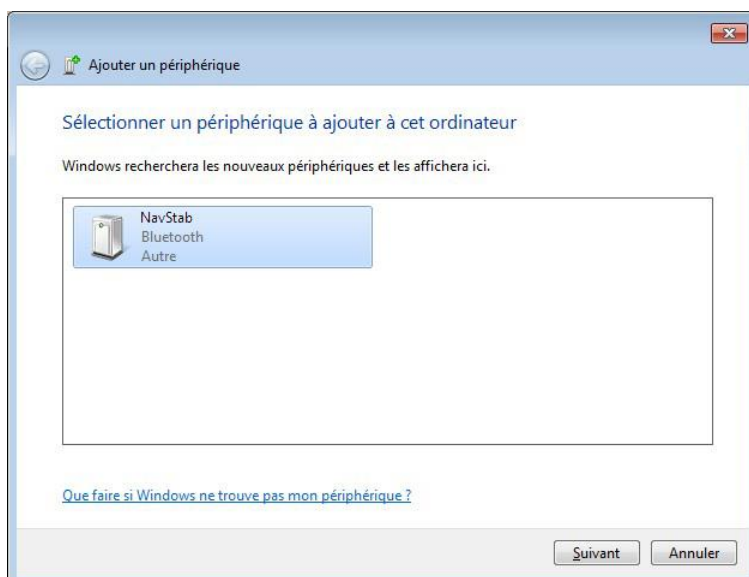 Ajouter un périphérique
Sélectionner un périphérique à ajouter à cet ordinateur
Windows recherchera les nouveaux périphériques et les affichera ici.
NavStab
Bluetooth
Autre
Que faire si Windows ne trouve pas mon périphérique ?
Suivant
Annuler